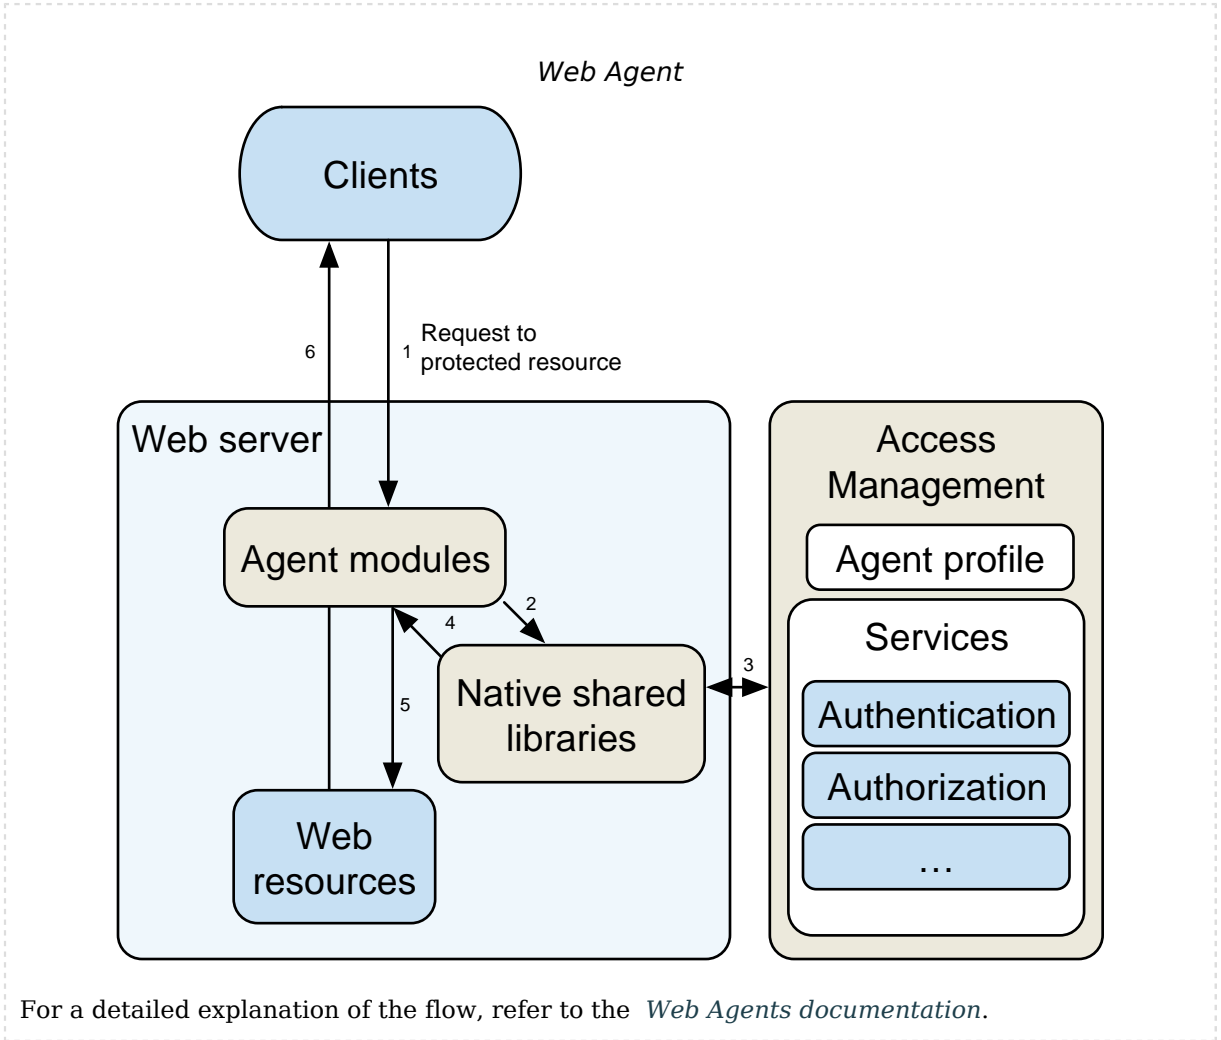 Web Agent
Clients
6
1
Request to
protected resource
Web server
Agent modules
2
4
5
Native shared
libraries
3
Web
resources
Access
Management
Agent profile
Services
Authentication
Authorization
...
For a detailed explanation of the flow, refer to the Web Agents documentation.